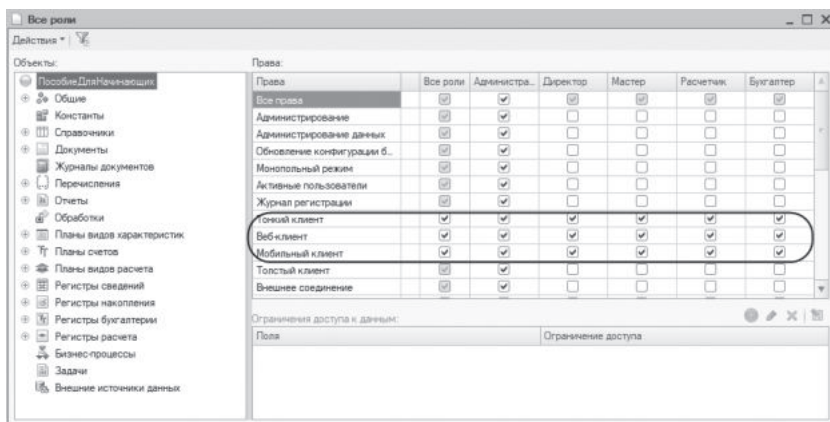 Все роли
Действия
Объекты:
Права:
ПособиеДляНачинающих
Общие
Константы
Справочники
Документы
Журналы документов
Перечисления
Отчеты
Обработки
Планы видов характеристик
Планы счетов
Планы видов расчета
Регистры сведений
Регистры накопления
Регистры бухгалтерии
Регистры расчета
Бизнес-процессы
Задачи
Внешние источники данных
Права Все роли Администра... Директор Мастер Расчетчик Бухгалтер
Все права
Администрирование
Администрирование данных
Обновление конфигурации б...
Монопольный режим
Активные пользователи
Журнал регистрации
Тонкий клиент
Веб-клиент
Мобильный клиент
Толстый клиент
Внешнее соединение
Ограничения доступа к данным:
Поля Ограничение доступа